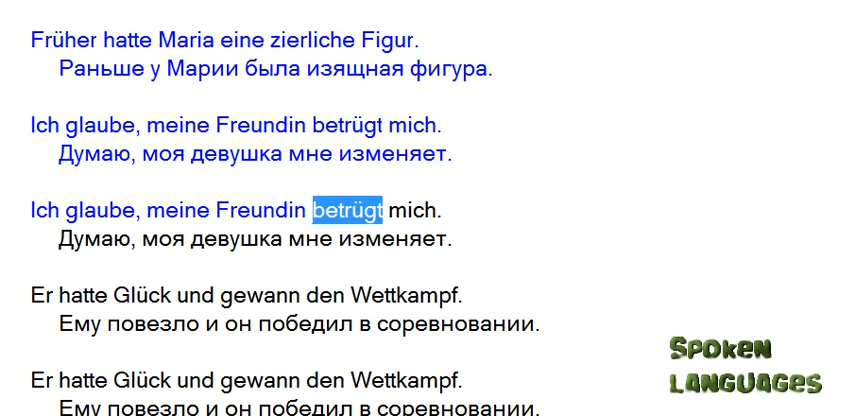 Früher hatte Maria eine zierliche Figur.
Раньше у Марии была изящная фигура.
Ich glaube, meine Freundin betrügt mich.
Думаю, моя девушка мне изменяет.
Ich glaube, meine Freundin betrügt mich.
Думаю, моя девушка мне изменяет.
Er hatte Glück und gewann den Wettkampf.
Ему повезло и он победил в соревновании.
Er hatte Glück und gewann den Wettkampf.
Ему повезло и он победил в соревновании.
Spoken
Languages